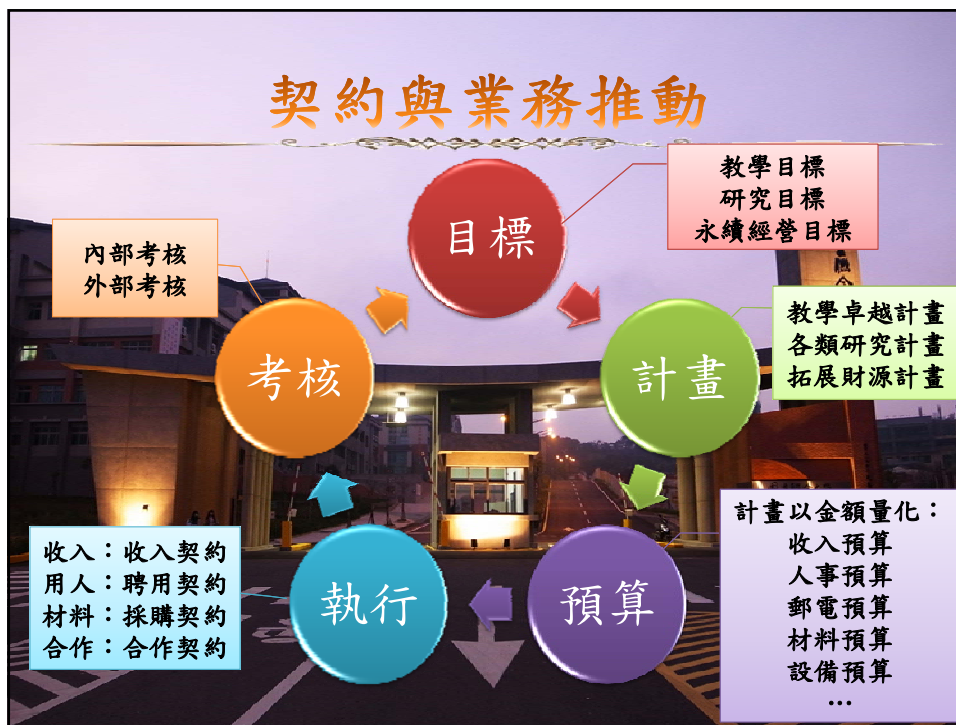 契約與業務推動
目標
教學目標
研究目標
永續經營目標
計畫
教學卓越計畫
各類研究計畫
拓展財源計畫
預算
計畫以金額量化：
收入預算
人事預算
郵電預算
材料預算
設備預算
…
執行
收入：收入契約
用人：聘用契約
材料：採購契約
合作：合作契約
考核
內部考核
外部考核